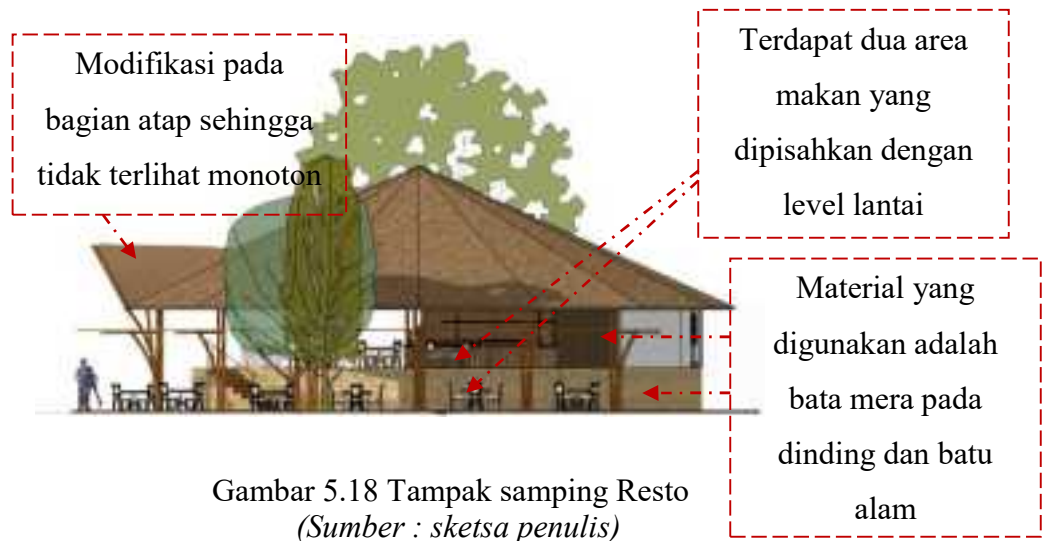 Modifikasi pada
bagian atap sehingga
tidak terlihat monoton
Terdapat dua area
makan yang
dipisahkan dengan
level lantai
Material yang
digunakan adalah
bata mera pada
dinding dan batu
alam
Gambar 5.18 Tampak samping Resto
(Sumber : sketsa penulis)